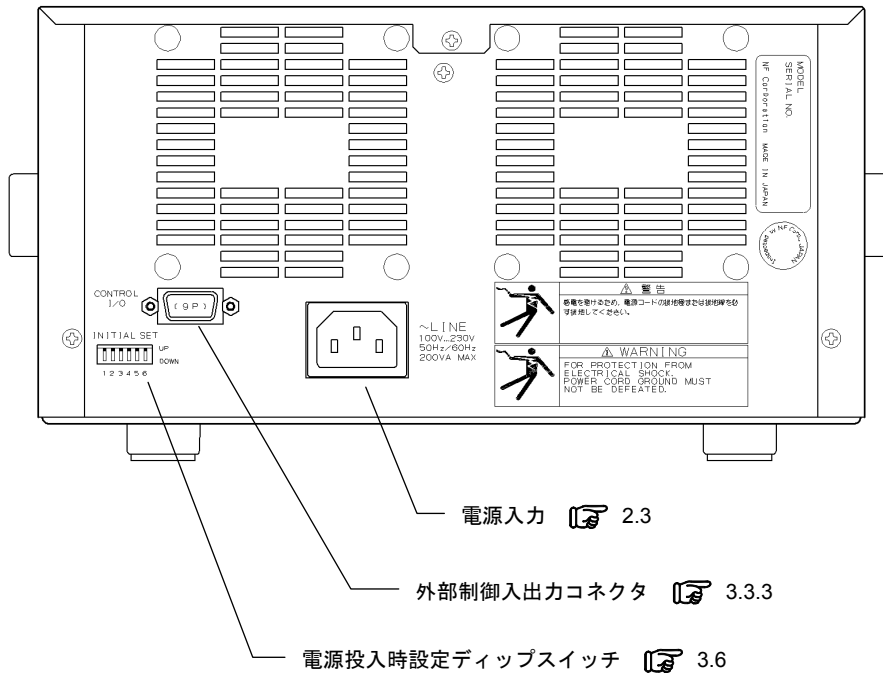 MODEL
SERIAL NO.
NF Corporation MADE IN JAPAN
Inspected by NF Corp. JAPAN
CONTROL
I/O
(9P)
INITIAL SET
UP
DOWN
1 2 3 4 5 6
~LINE
100V...230V
50Hz/60Hz
200VA MAX
⚠ 警告
感電を避けるため、電源コードの接地極または接地線を必
ず接地してください。
⚠ WARNING
FOR PROTECTION FROM
ELECTRICAL SHOCK.
POWER CORD GROUND MUST
NOT BE DEFEATED.
電源入力 ☞ 2.3
外部制御入出力コネクタ ☞ 3.3.3
電源投入時設定ディップスイッチ ☞ 3.6